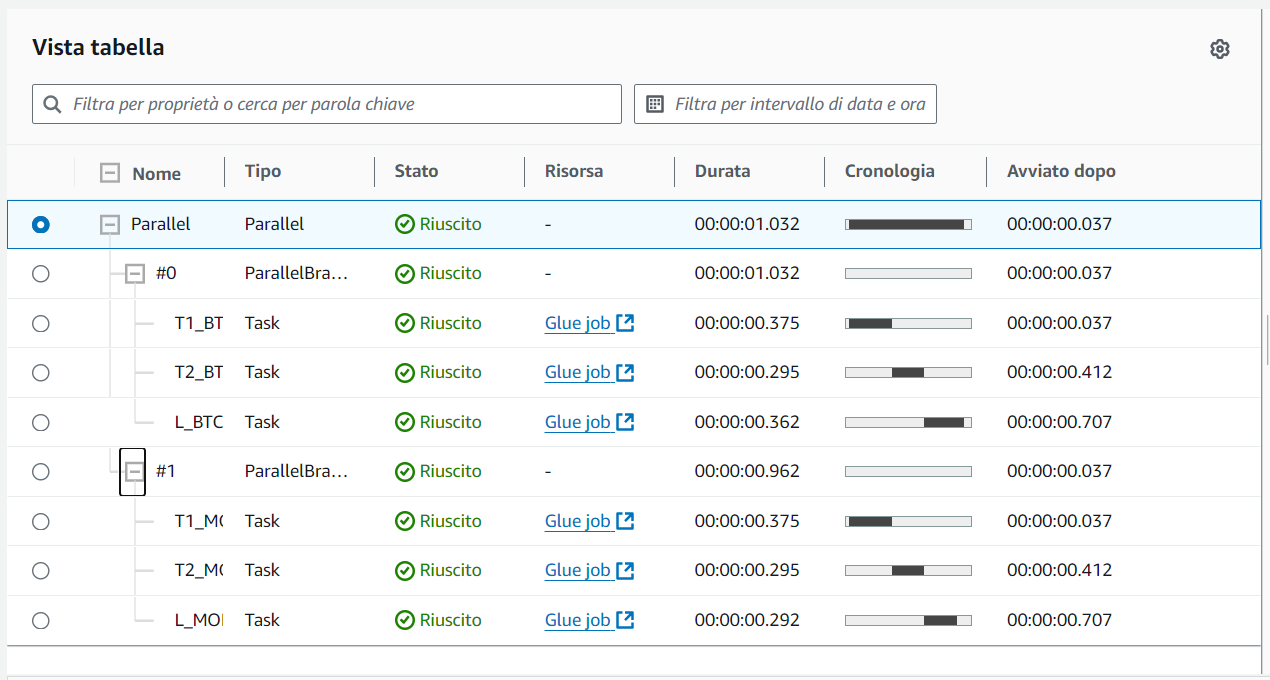 Vista tabella
Filtra per proprietà o cerca per parola chiave Filtra per intervallo di data e ora
Nome Tipo Stato Risorsa Durata Cronologia Avviato dopo
Parallel Parallel Riuscito - 00:00:01.032 00:00:00.037
#0 ParallelBra... Riuscito - 00:00:01.032 00:00:00.037
T1_BT Task Riuscito Glue job 00:00:00.375 00:00:00.037
T2_BT Task Riuscito Glue job 00:00:00.295 00:00:00.412
L_BTC Task Riuscito Glue job 00:00:00.362 00:00:00.707
#1 ParallelBra... Riuscito - 00:00:00.962 00:00:00.037
T1_MO Task Riuscito Glue job 00:00:00.375 00:00:00.037
T2_MO Task Riuscito Glue job 00:00:00.295 00:00:00.412
L_MO Task Riuscito Glue job 00:00:00.292 00:00:00.707